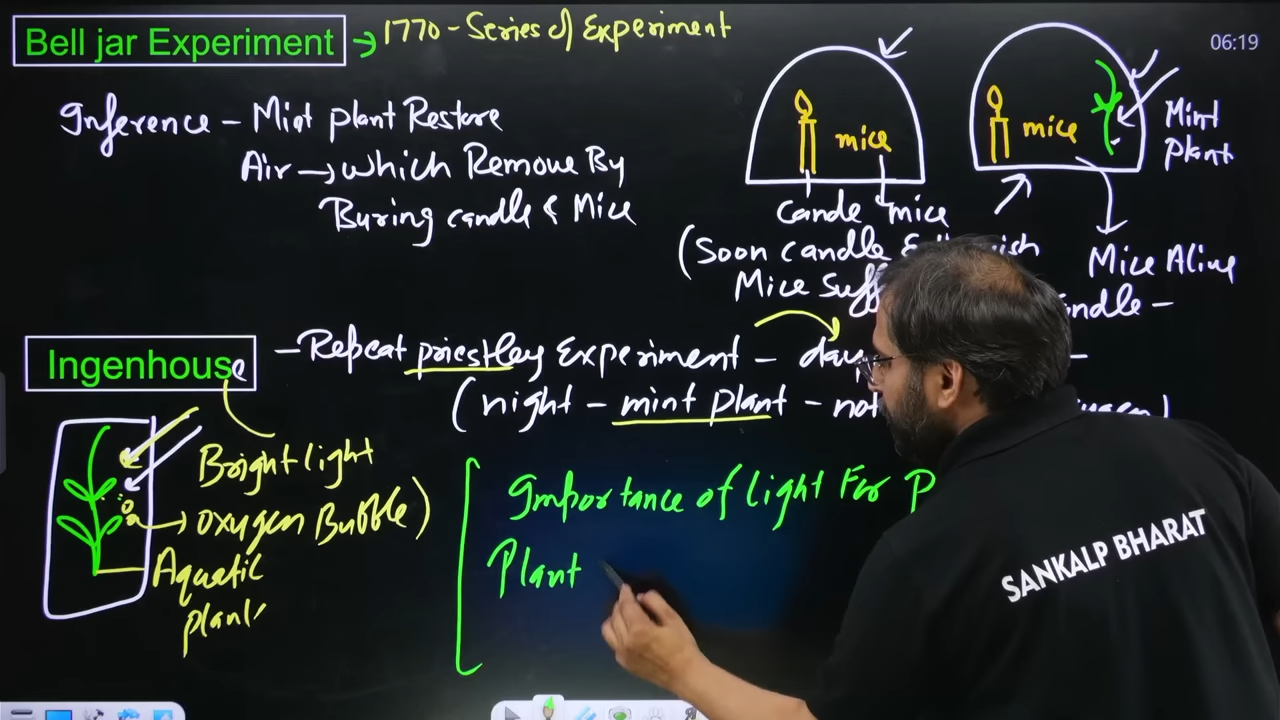 Bell jar Experiment → 1770 - Series of Experiment
06:19
Inference - Mint plant Restore
Air → which Remove By
Buring candle & Mice
mice
mice
Mint
plant
Cande mice
(Soon candle
Mice
Mice Alive
Ingenhouse
- Repeat priestley Experiment -
(night - mint plant - not
Bright light
→ oxygen Bubble)
Aquatic
plant
Importance of light For P
Plant
SANKALP BHARAT